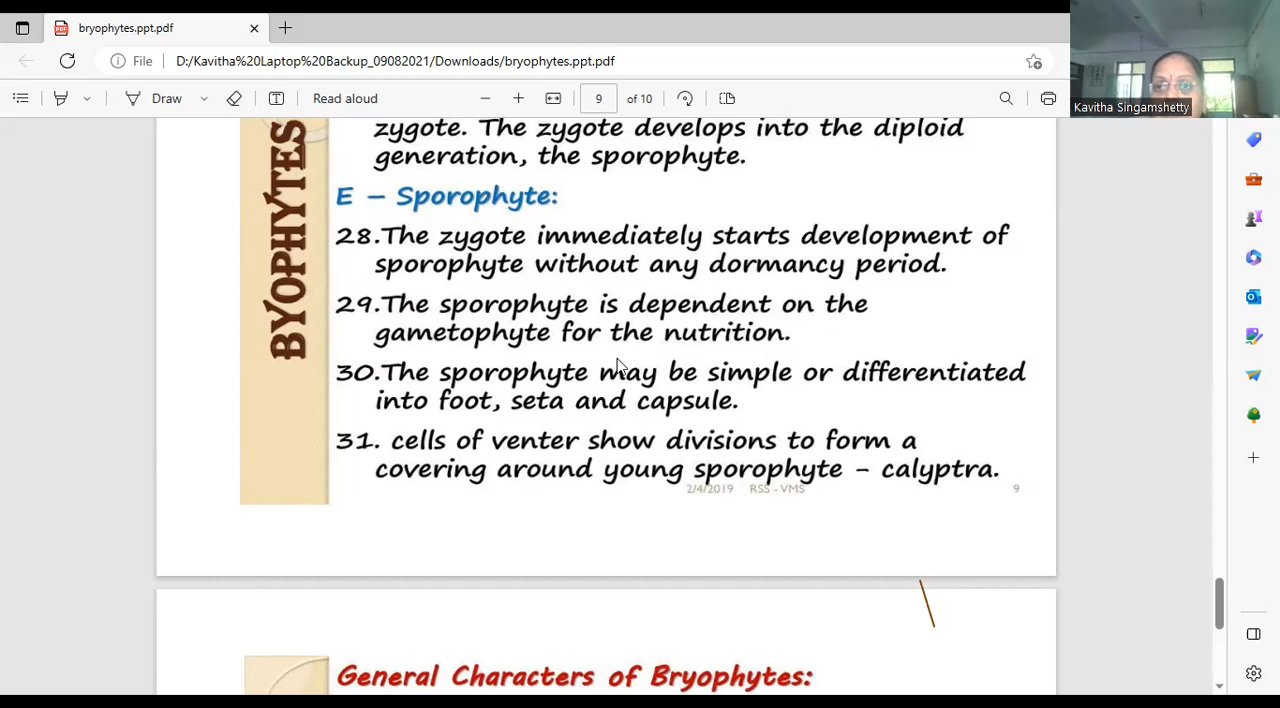 bryophytes.ppt.pdf
File D:/Kavitha%20Laptop%20Backup_09082021/Downloads/bryophytes.ppt.pdf
Draw
Read aloud
9 of 10
Kavitha Singamshetty
BYOPHYTES
zygote. The zygote develops into the diploid
generation, the sporophyte.
E – Sporophyte:
28.The zygote immediately starts development of
sporophyte without any dormancy period.
29.The sporophyte is dependent on the
gametophyte for the nutrition.
30.The sporophyte may be simple or differentiated
into foot, seta and capsule.
31. cells of venter show divisions to form a
covering around young sporophyte – calyptra.
2/4/2019 RSS - VMS 9
General Characters of Bryophytes: